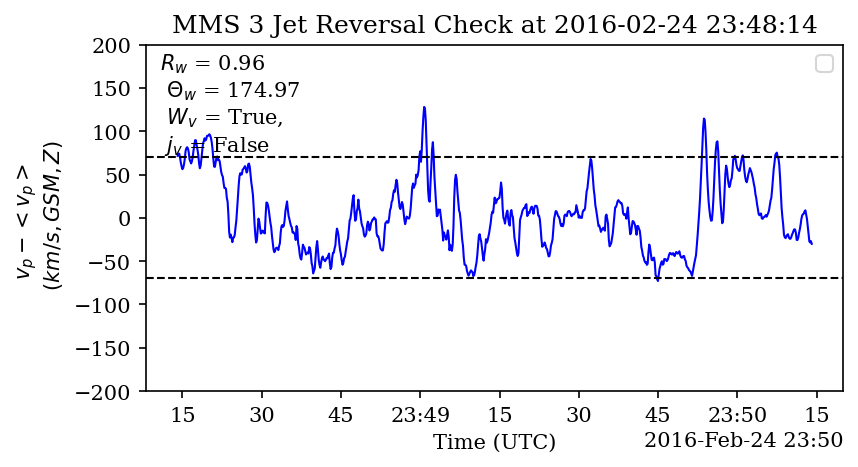 MMS 3 Jet Reversal Check at 2016-02-24 23:48:14
R_w = 0.96
Θ_w = 174.97
W_v = True,
j_v = False
v_p − < v_p >
(km/s, GSM, Z)
200
150
100
50
0
−50
−100
−150
−200
15 30 45 23:49 15 30 45 23:50 15
Time (UTC)
2016-Feb-24 23:50